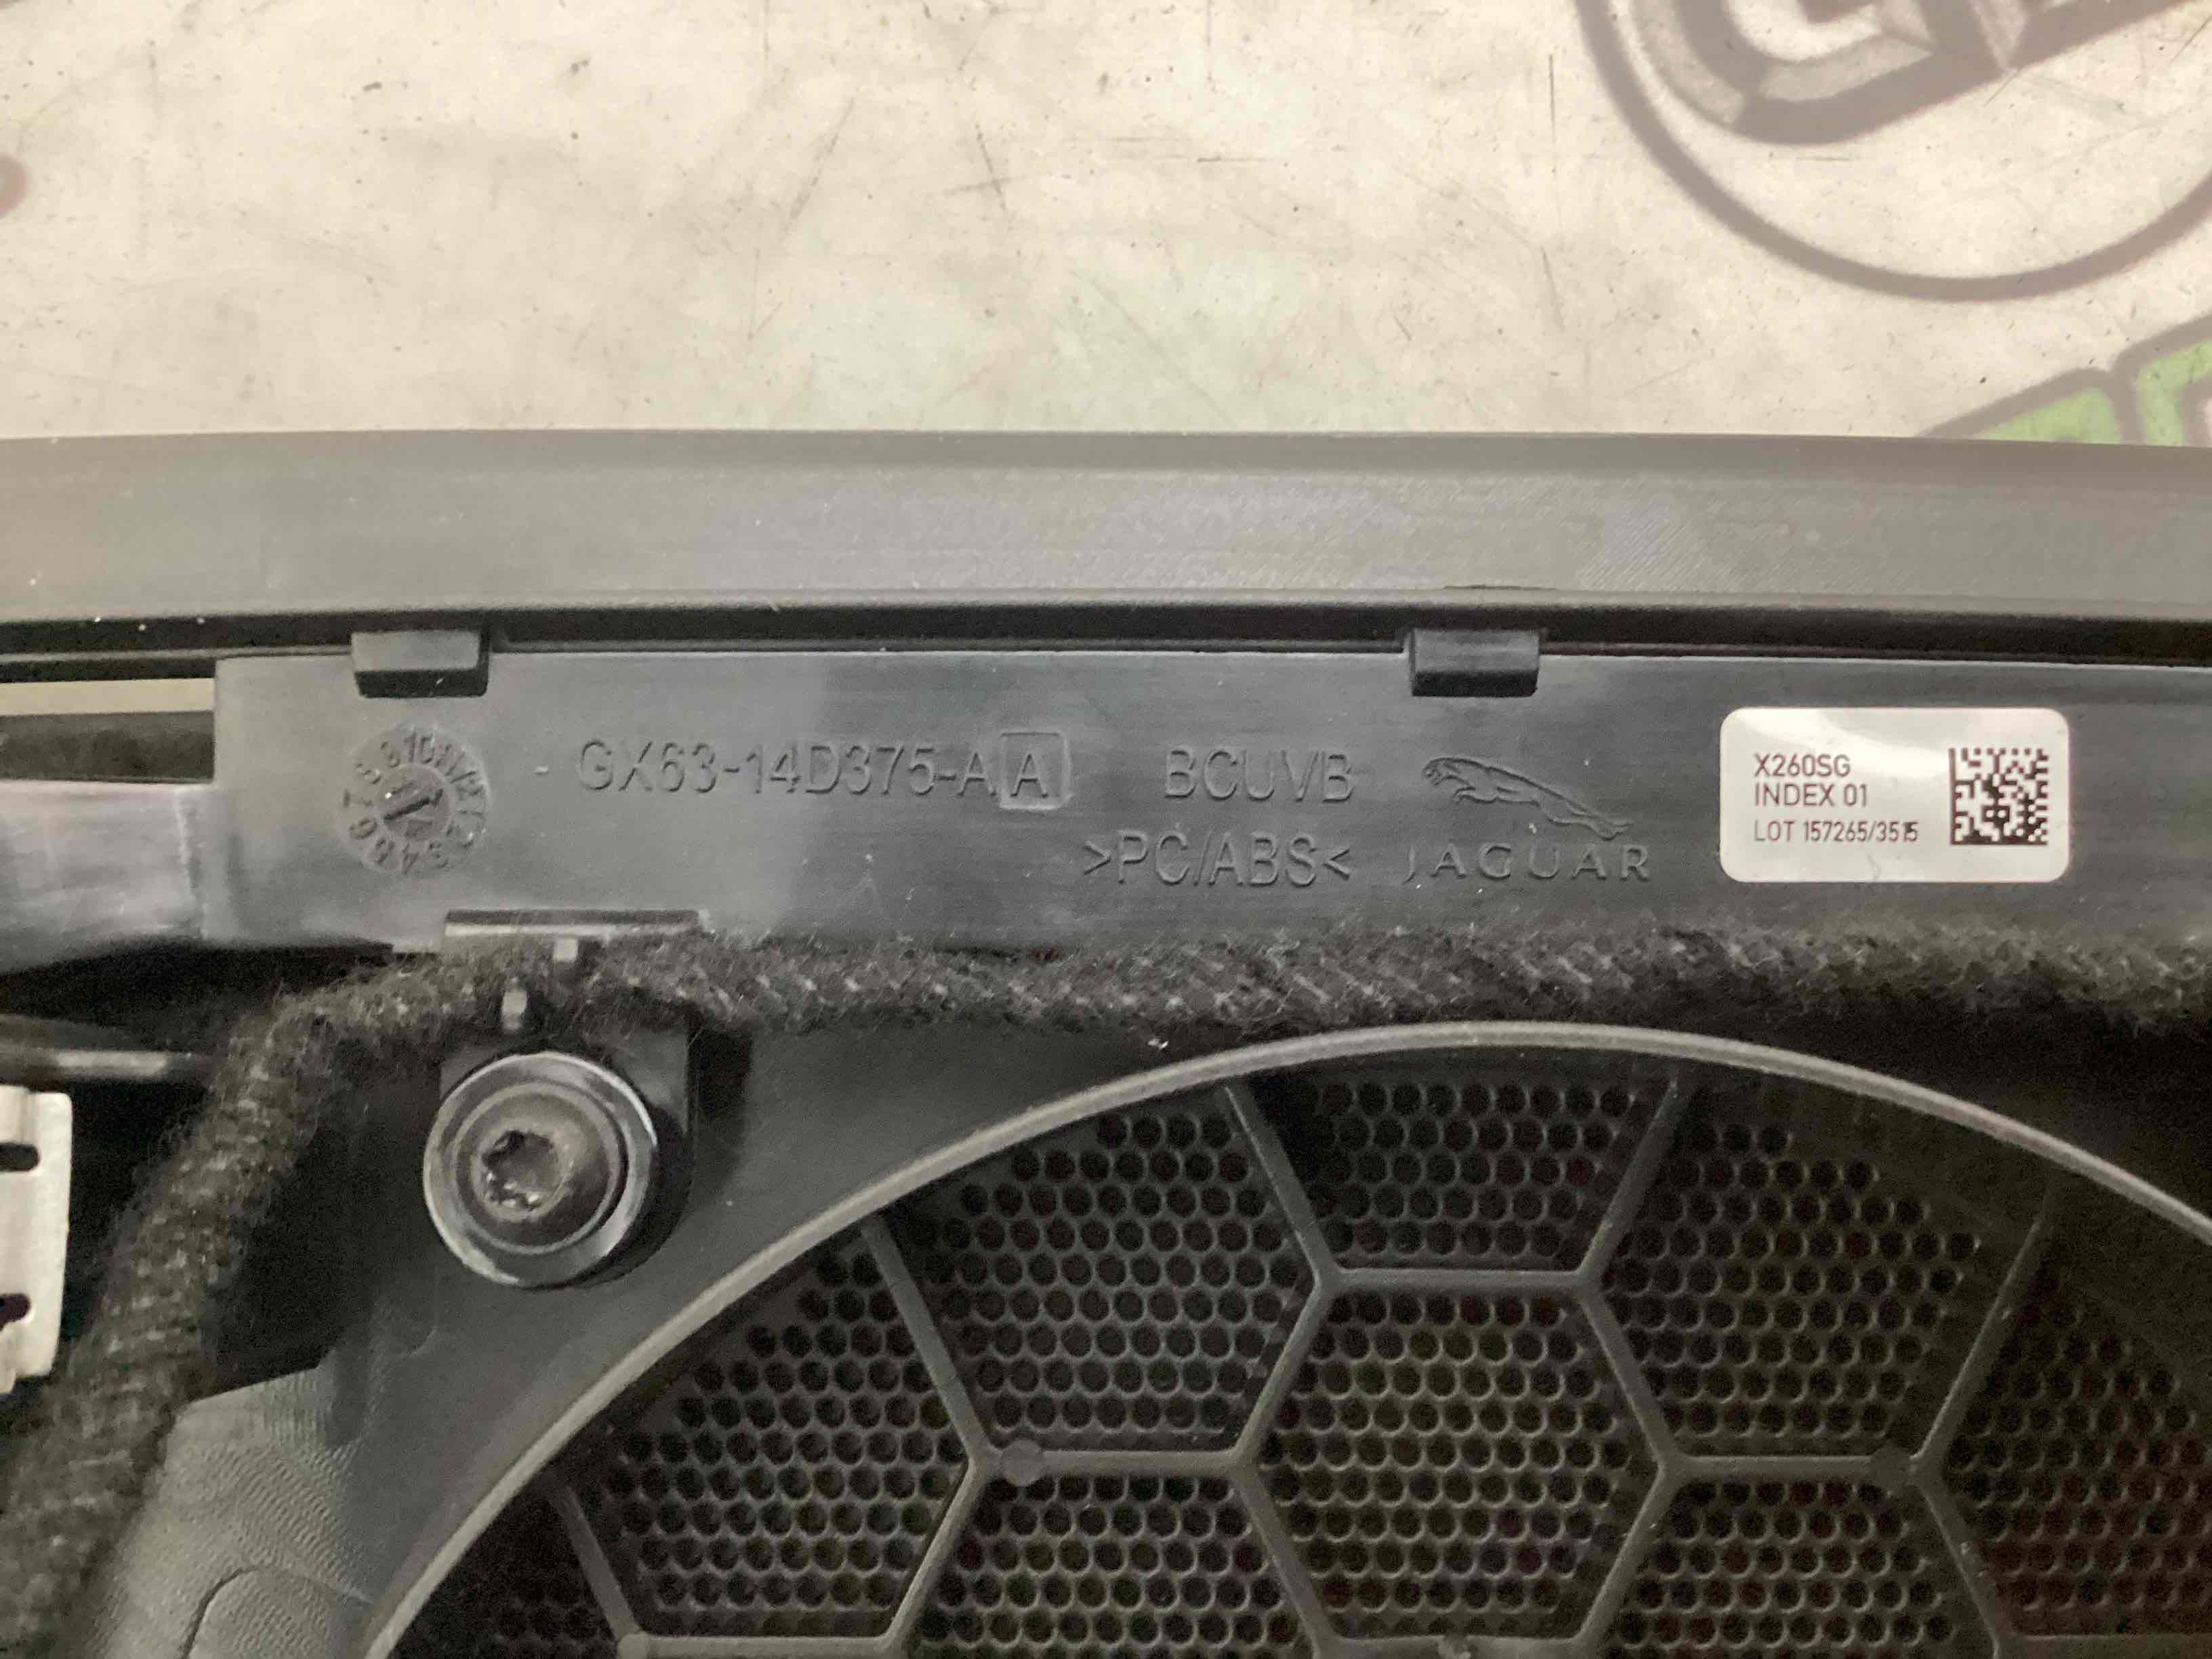 GX63-14D375-AA BCUVB
>PC/ABS< JAGUAR
X260SG
INDEX 01
LOT 157265/3515